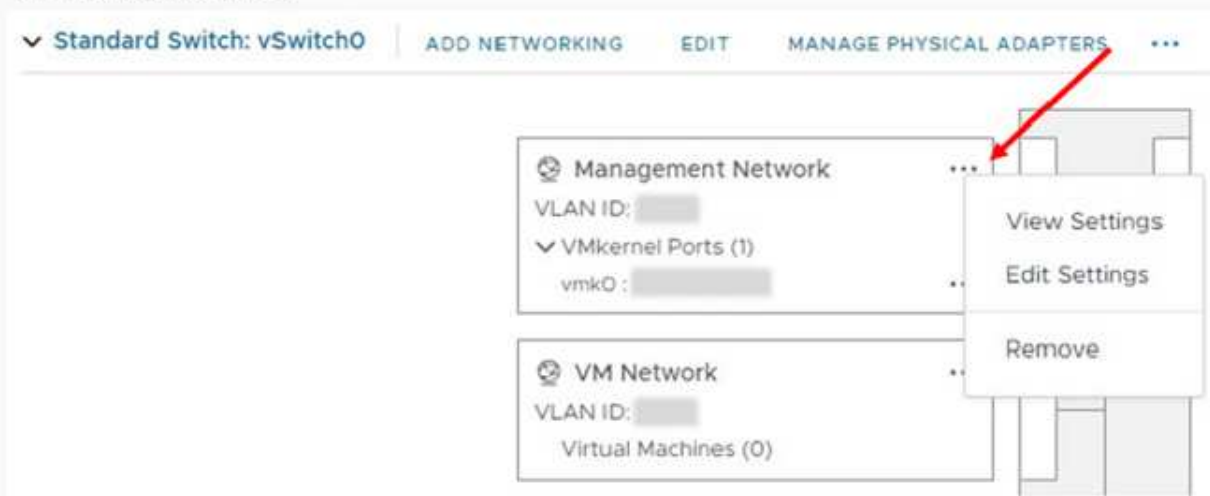 Standard Switch: vSwitch0 ADD NETWORKING EDIT MANAGE PHYSICAL ADAPTERS ...
Management Network ...
VLAN ID:
VMkernel Ports (1)
vmk0 :
View Settings
Edit Settings
Remove
VM Network
VLAN ID:
Virtual Machines (0)